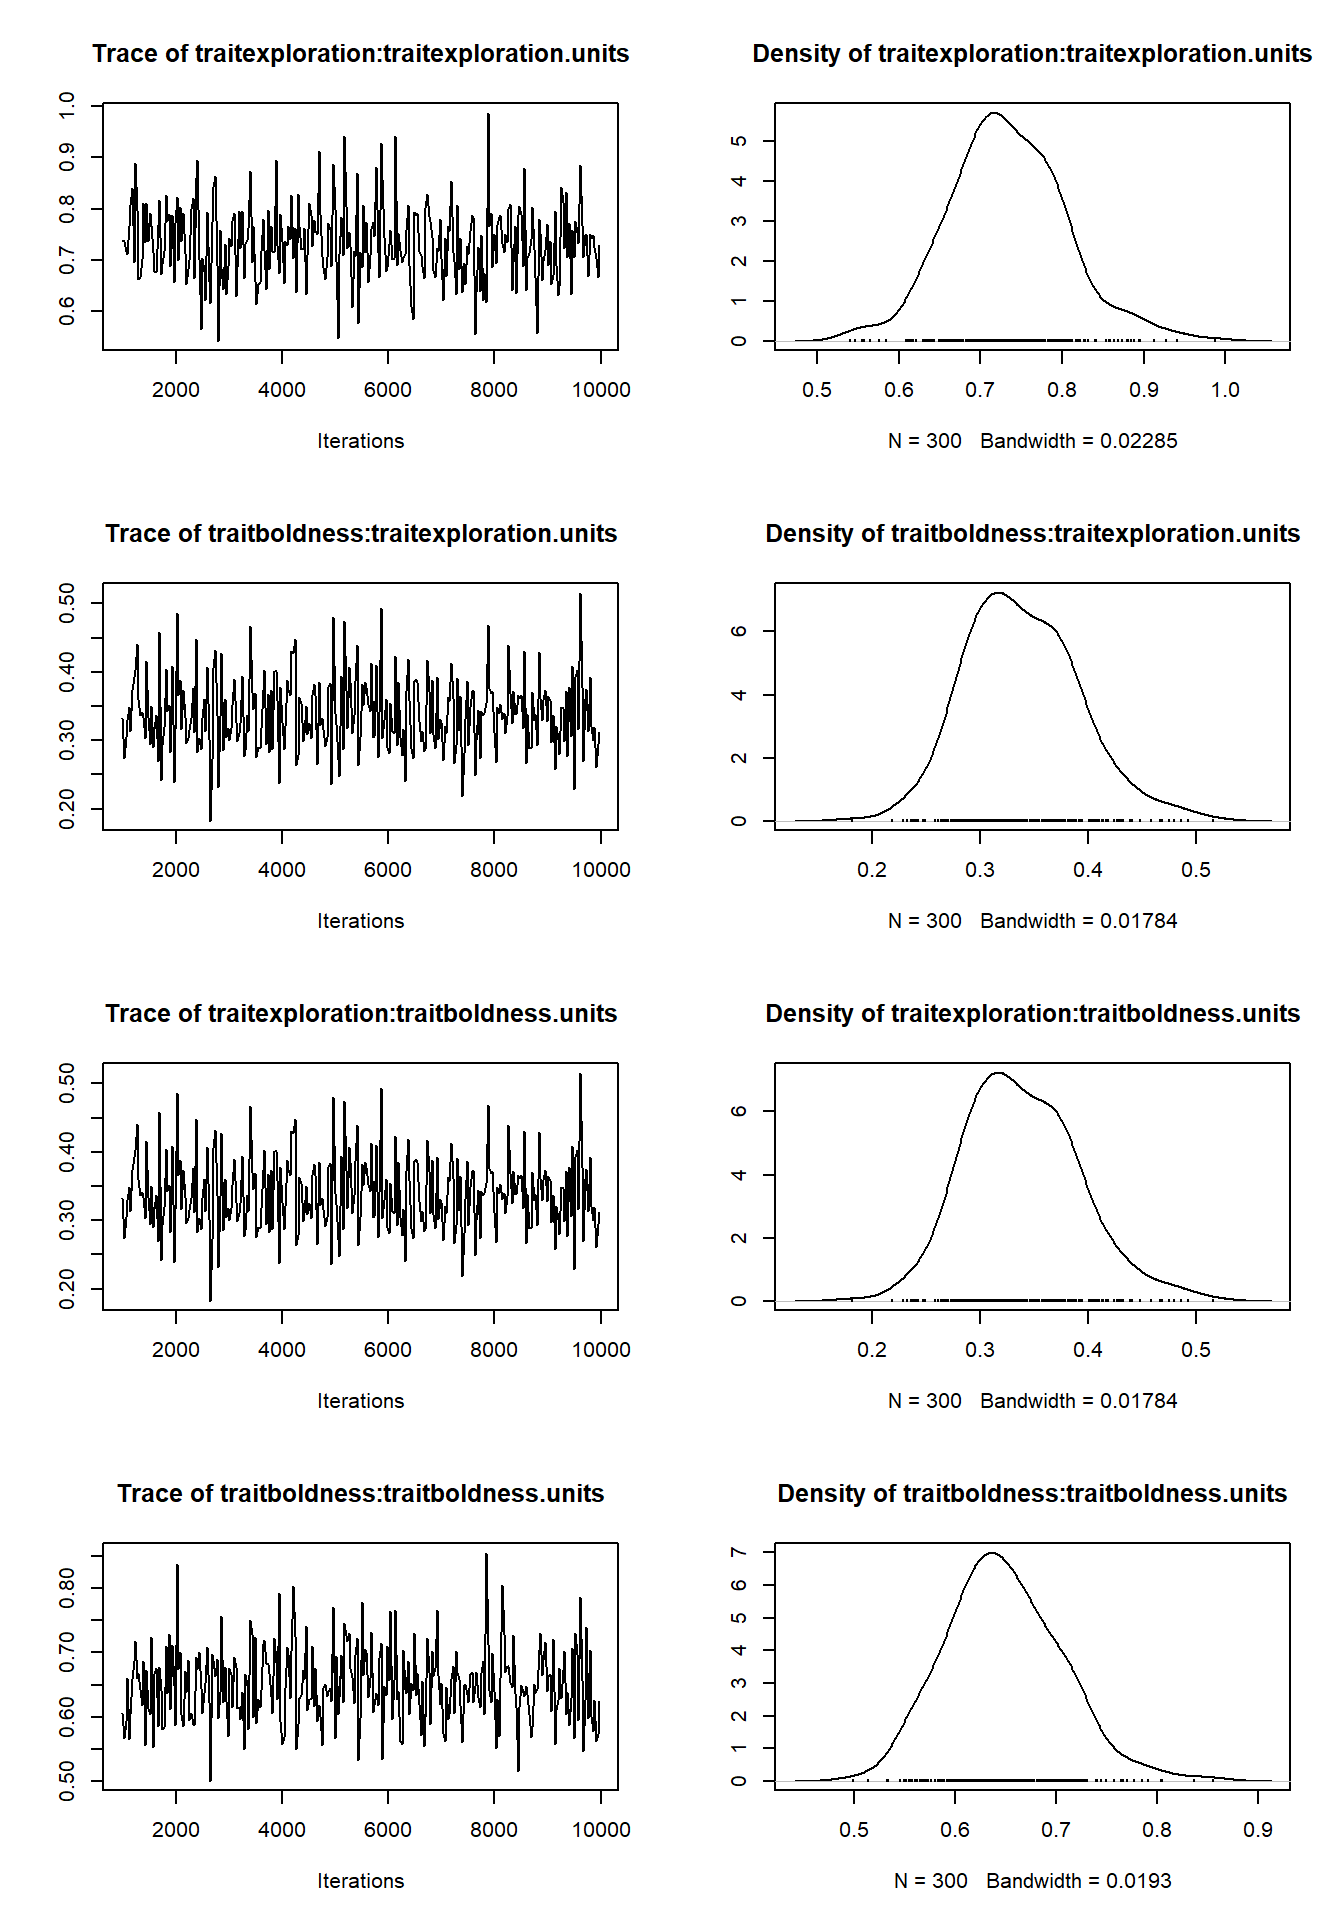 Trace of traitexploration:traitexploration.units
1.0
0.9
0.8
0.7
0.6
2000 4000 6000 8000 10000
Iterations
Density of traitexploration:traitexploration.units
5
4
3
2
1
0
0.5 0.6 0.7 0.8 0.9 1.0
N = 300 Bandwidth = 0.02285
Trace of traitboldness:traitexploration.units
0.50
0.40
0.30
0.20
2000 4000 6000 8000 10000
Iterations
Density of traitboldness:traitexploration.units
6
4
2
0
0.2 0.3 0.4 0.5
N = 300 Bandwidth = 0.01784
Trace of traitexploration:traitboldness.units
0.50
0.40
0.30
0.20
2000 4000 6000 8000 10000
Iterations
Density of traitexploration:traitboldness.units
6
4
2
0
0.2 0.3 0.4 0.5
N = 300 Bandwidth = 0.01784
Trace of traitboldness:traitboldness.units
0.80
0.70
0.60
0.50
2000 4000 6000 8000 10000
Iterations
Density of traitboldness:traitboldness.units
7
6
5
4
3
2
1
0
0.5 0.6 0.7 0.8 0.9
N = 300 Bandwidth = 0.0193